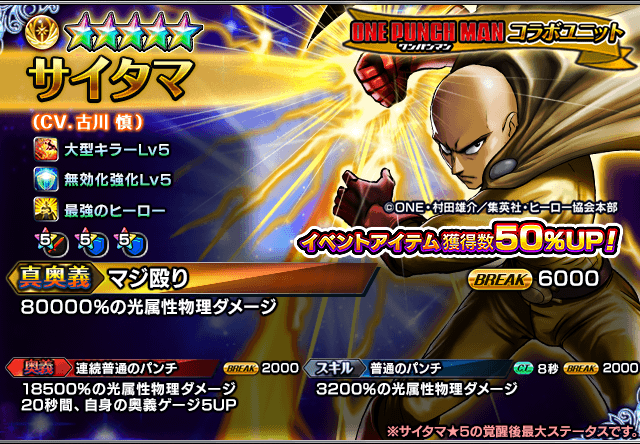 ONE PUNCH MAN コラボユニット
ワンパンマン
サイタマ
(CV.古川 慎)
大型キラーLv5
無効化強化Lv5
最強のヒーロー
5 5 5
©ONE・村田雄介／集英社・ヒーロー協会本部
イベントアイテム 獲得数50%UP!
真奥義 マジ殴り BREAK 6000
80000%の光属性物理ダメージ
奥義 連続普通のパンチ BREAK 2000
18500%の光属性物理ダメージ
20秒間、自身の奥義ゲージ5UP
スキル 普通のパンチ C.T. 8秒 BREAK 2000
3200%の光属性物理ダメージ
※サイタマ★5の覚醒後最大ステータスです。